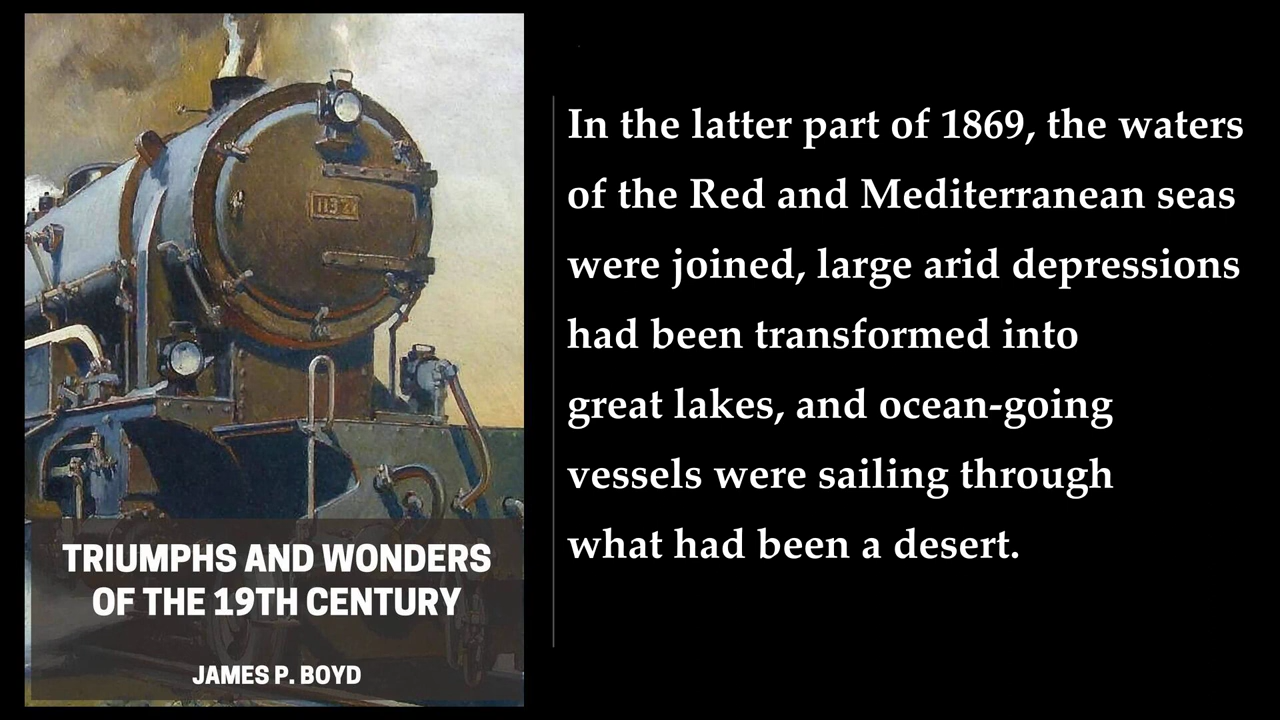 1132
TRIUMPHS AND WONDERS
OF THE 19TH CENTURY
JAMES P. BOYD
In the latter part of 1869, the waters
of the Red and Mediterranean seas
were joined, large arid depressions
had been transformed into
great lakes, and ocean-going
vessels were sailing through
what had been a desert.